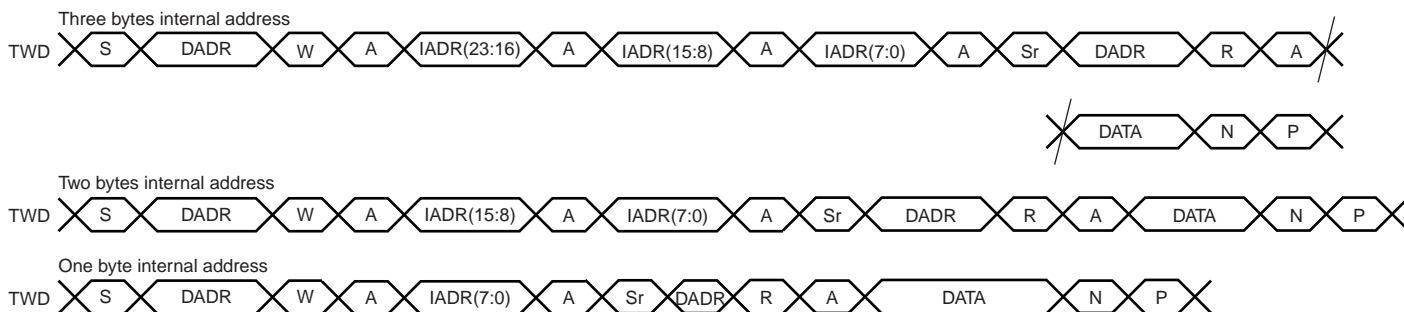 Three bytes internal address
TWD S DADR W A IADR(23:16) A IADR(15:8) A IADR(7:0) A Sr DADR R A
DATA N P
Two bytes internal address
TWD S DADR W A IADR(15:8) A IADR(7:0) A Sr DADR R A DATA N P
One byte internal address
TWD S DADR W A IADR(7:0) A Sr DADR R A DATA N P